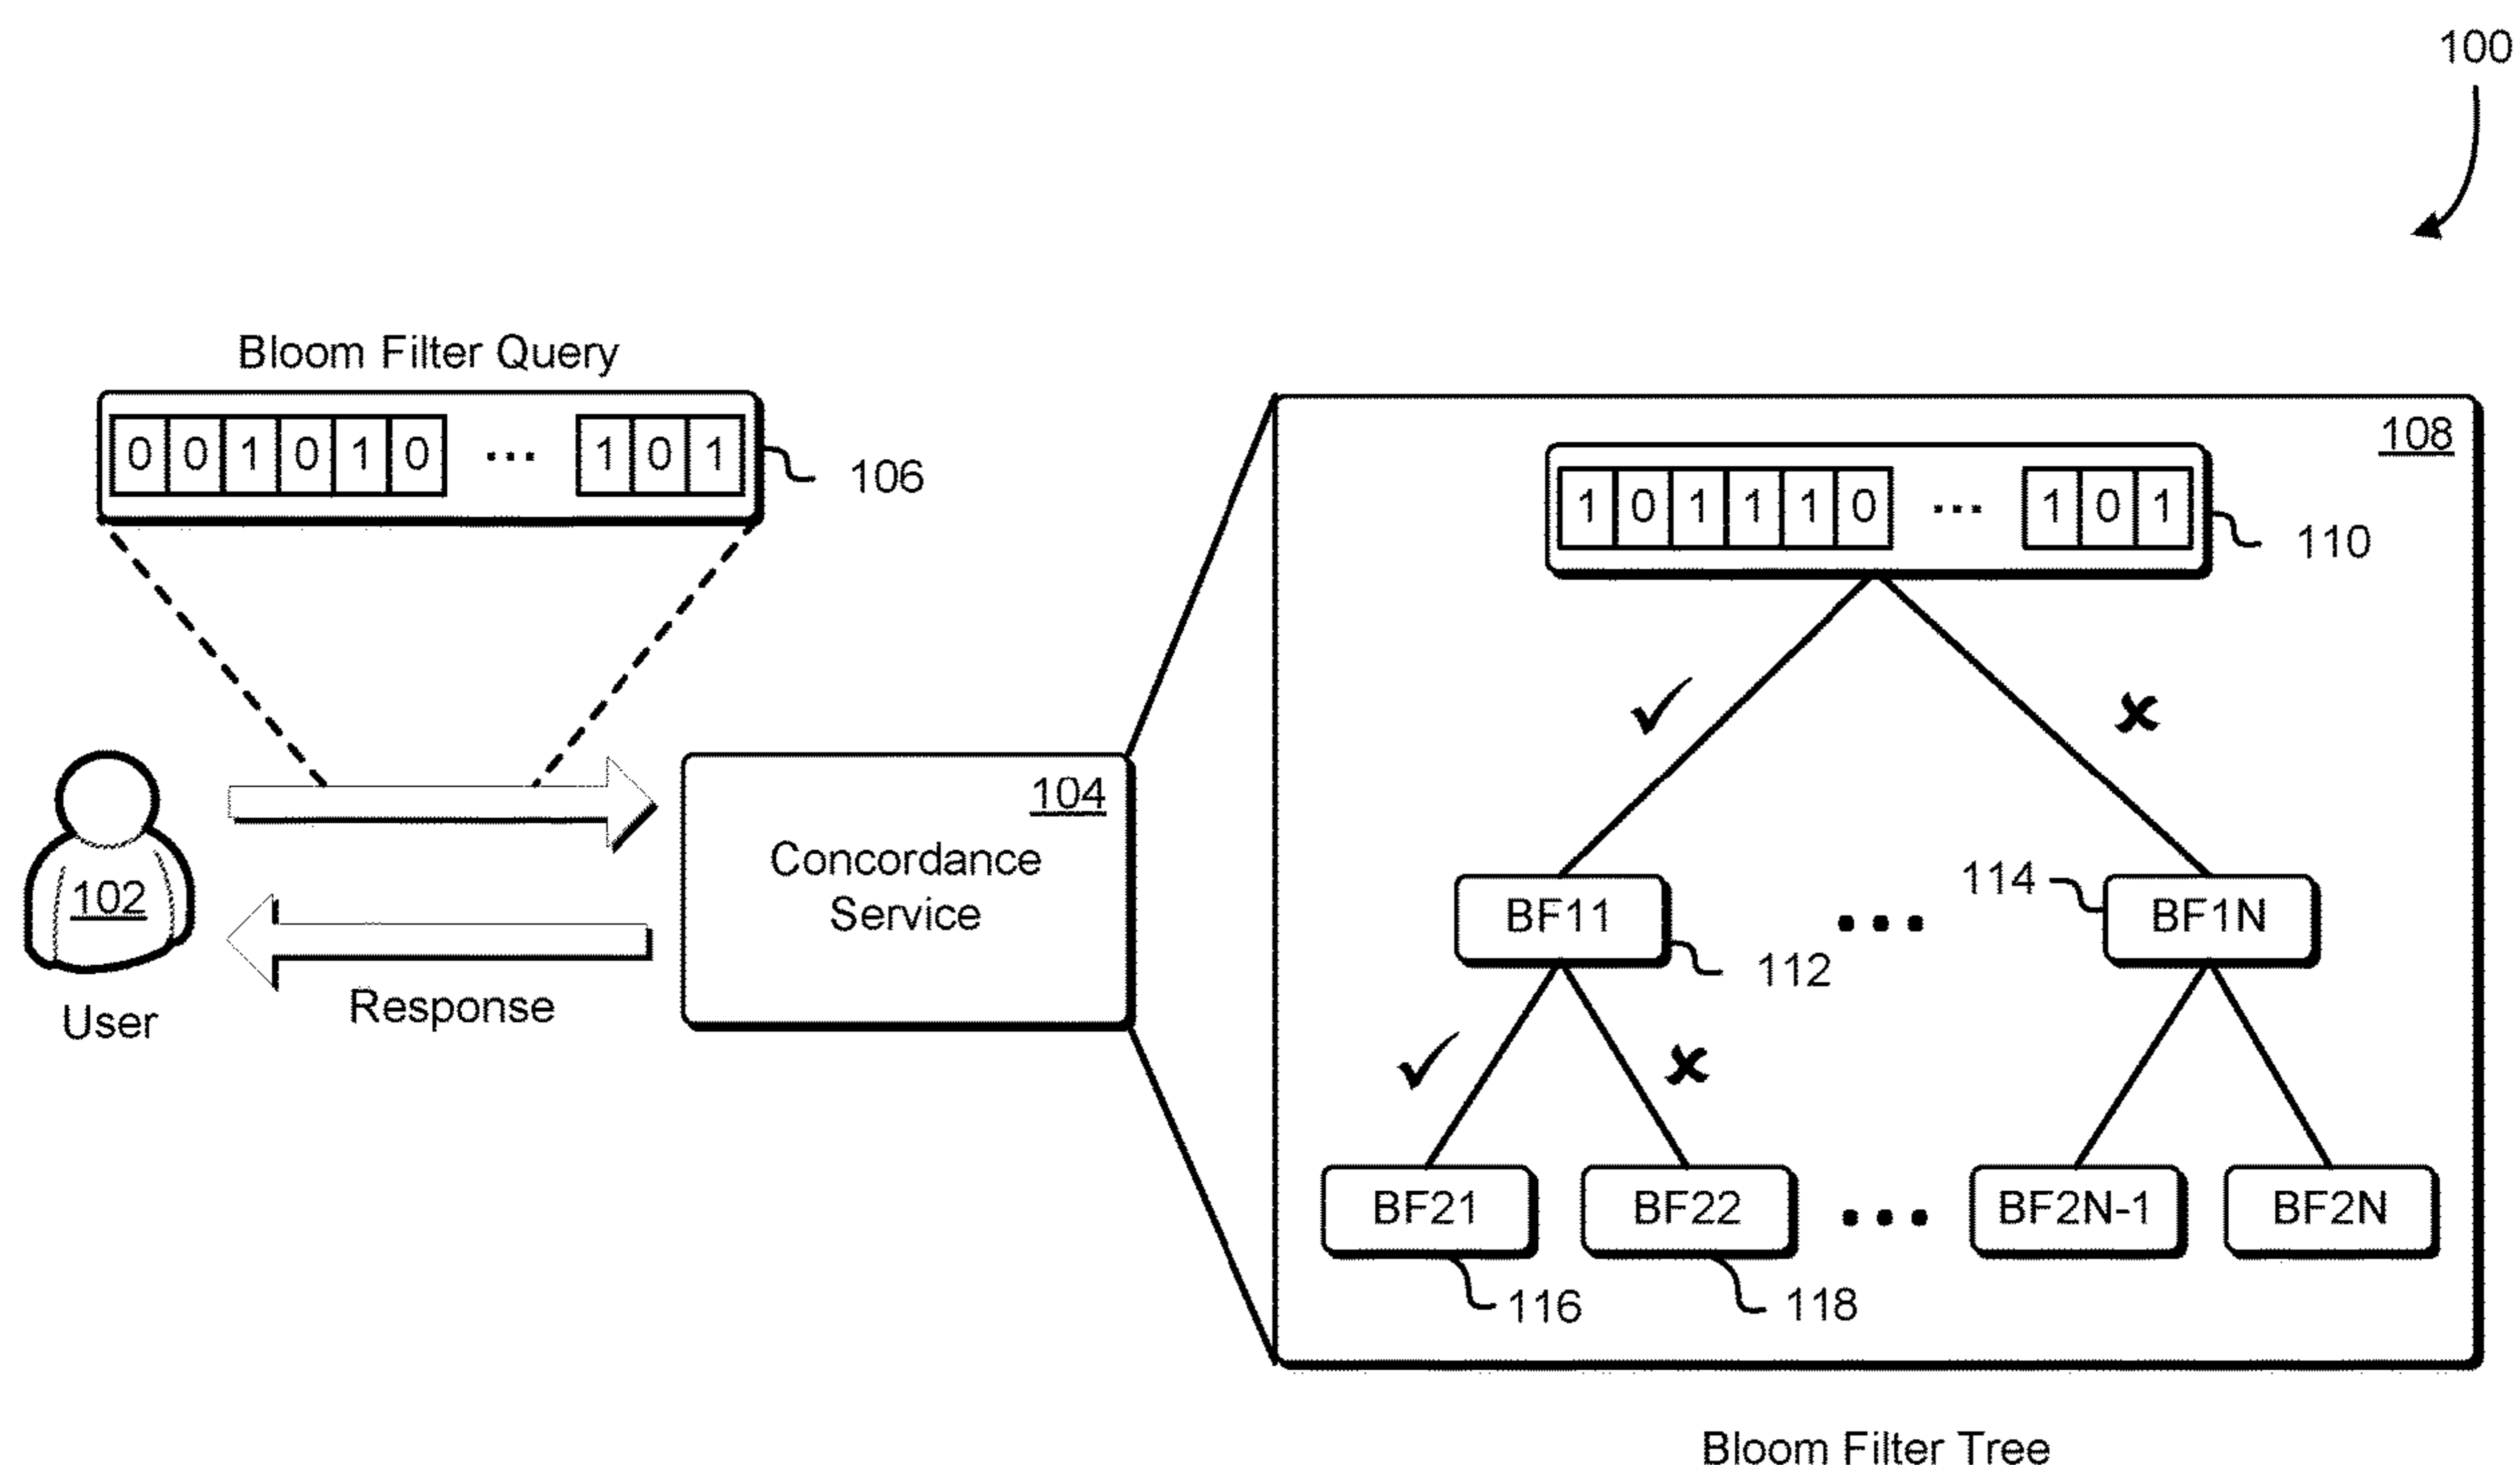 100
Bloom Filter Query
0 0 1 0 1 0 ... 1 0 1
106
108
1 0 1 1 1 0 ... 1 0 1
110
104
Concordance
Service
102
User
Response
BF11
112
114
BF1N
BF21
BF22
BF2N-1
BF2N
116
118
Bloom Filter Tree